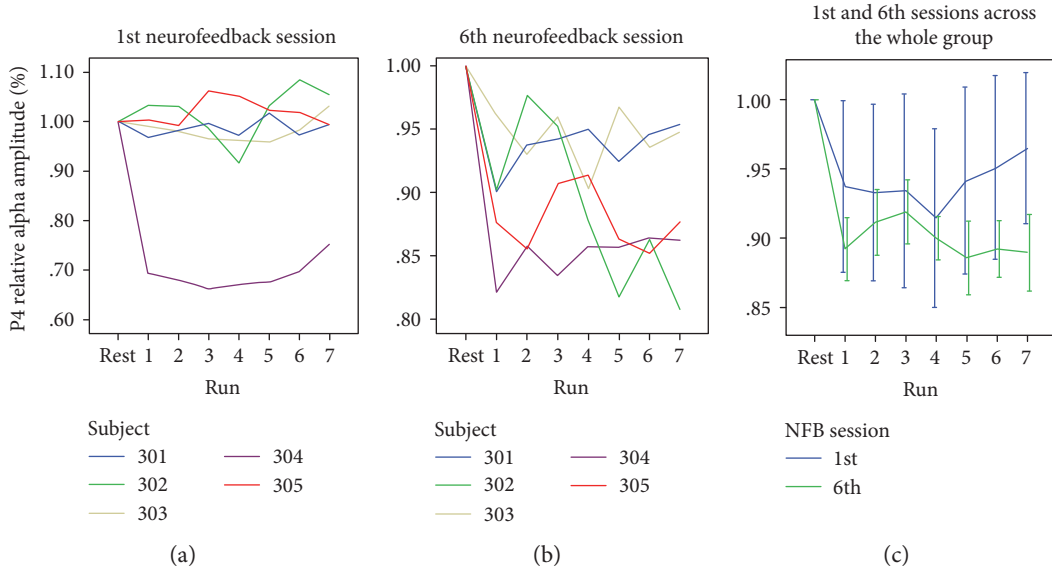 1st neurofeedback session
P4 relative alpha amplitude (%)
1.10
1.00
.90
.80
.70
.60
Rest 1 2 3 4 5 6 7
Run
Subject
301 304
302 305
303
(a)
6th neurofeedback session
1.00
.95
.90
.85
.80
Rest 1 2 3 4 5 6 7
Run
Subject
301 304
302 305
303
(b)
1st and 6th sessions across
the whole group
1.00
.95
.90
.85
Rest 1 2 3 4 5 6 7
Run
NFB session
1st
6th
(c)